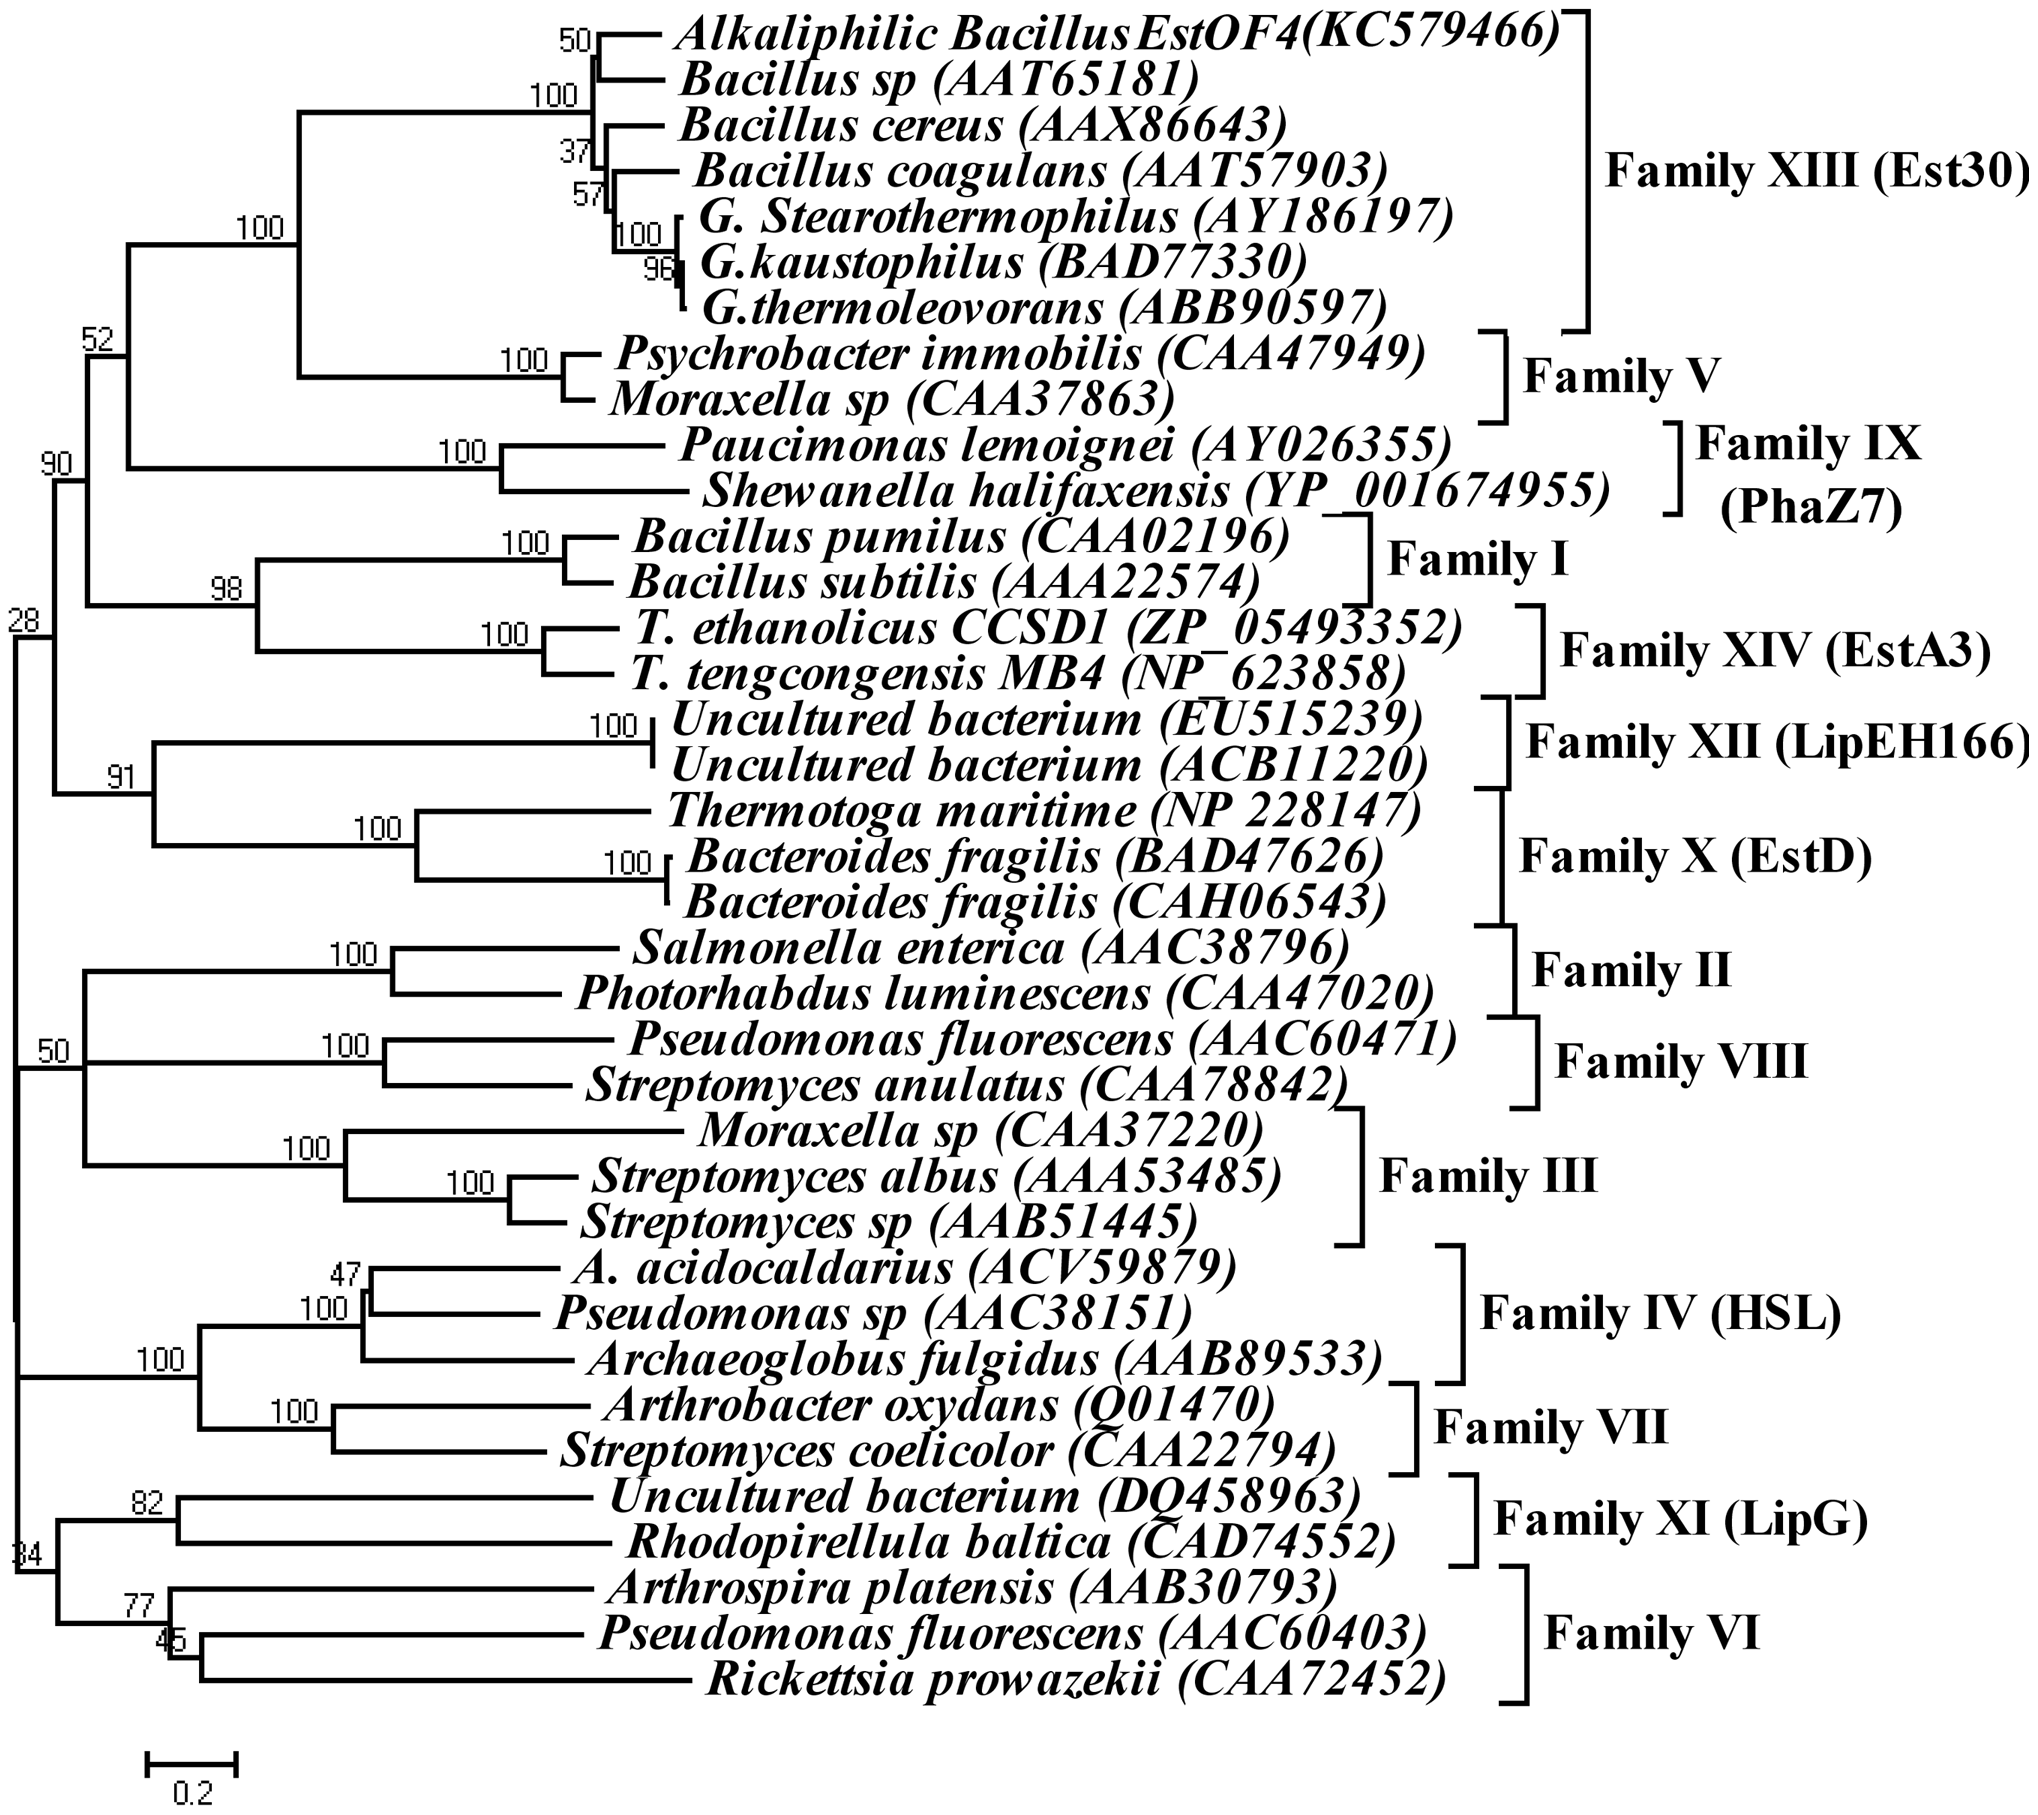 50
Alkaliphilic Bacillus EstOF4(KC579466)
Bacillus sp (AAT65181)
100
Bacillus cereus (AAX86643)
37
Bacillus coagulans (AAT57903)
Family XIII (Est30)
57
G. Stearothermophilus (AY186197)
100
100
G.kaustophilus (BAD77330)
96
G.thermoleovorans (ABB90597)
52
100
Psychrobacter immobilis (CAA47949)
Family V
Moraxella sp (CAA37863)
100
Paucimonas lemoignei (AY026355)
Family IX
90
Shewanella halifaxensis (YP_001674955)
(PhaZ7)
100
Bacillus pumilus (CAA02196)
Family I
98
Bacillus subtilis (AAA22574)
28
100
T. ethanolicus CCSD1 (ZP_05493352)
Family XIV (EstA3)
T. tengcongensis MB4 (NP_623858)
100
Uncultured bacterium (EU515239)
Family XII (LipEH166)
91
Uncultured bacterium (ACB11220)
100
Thermotoga maritime (NP 228147)
100
Bacteroides fragilis (BAD47626)
Family X (EstD)
Bacteroides fragilis (CAH06543)
100
Salmonella enterica (AAC38796)
Family II
Photorhabdus luminescens (CAA47020)
50
100
Pseudomonas fluorescens (AAC60471)
Family VIII
Streptomyces anulatus (CAA78842)
100
Moraxella sp (CAA37220)
100
Streptomyces albus (AAA53485)
Family III
Streptomyces sp (AAB51445)
47
A. acidocaldarius (ACV59879)
100
Pseudomonas sp (AAC38151)
Family IV (HSL)
100
Archaeoglobus fulgidus (AAB89533)
100
Arthrobacter oxydans (Q01470)
Family VII
Streptomyces coelicolor (CAA22794)
82
Uncultured bacterium (DQ458963)
Family XI (LipG)
34
Rhodopirellula baltica (CAD74552)
77
Arthrospira platensis (AAB30793)
45
Pseudomonas fluorescens (AAC60403)
Family VI
Rickettsia prowazekii (CAA72452)
0.2